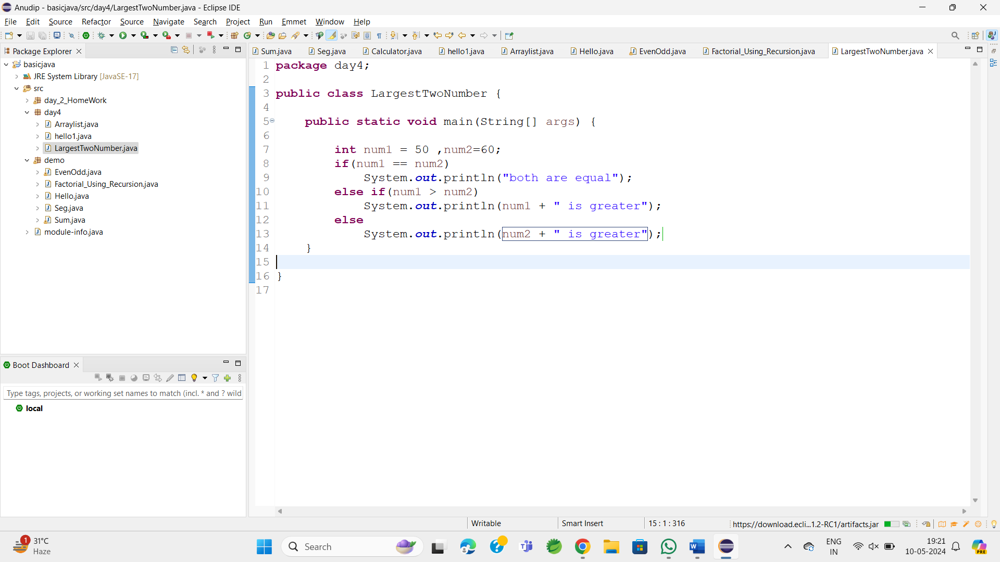 Anudip - basicjava/src/day4/LargestTwoNumber.java - Eclipse IDE
File Edit Source Refactor Source Navigate Search Project Run Emmet Window Help
Package Explorer
basicjava
JRE System Library [JavaSE-17]
src
day_2_HomeWork
day4
Arraylist.java
hello1.java
LargestTwoNumber.java
demo
EvenOdd.java
Factorial_Using_Recursion.java
Hello.java
Seg.java
Sum.java
module-info.java
Boot Dashboard
Type tags, projects, or working set names to match (incl. * and ? wild
local
Sum.java Seg.java Calculator.java hello1.java Arraylist.java Hello.java EvenOdd.java Factorial_Using_Recursion.java LargestTwoNumber.java
1 package day4;
2
3 public class LargestTwoNumber {
4
5 public static void main(String[] args) {
6
7 int num1 = 50 ,num2=60;
8 if(num1 == num2)
9 System.out.println("both are equal");
10 else if(num1 > num2)
11 System.out.println(num1 + " is greater");
12 else
13 System.out.println(num2 + " is greater");
14 }
15
16 }
17
Writable Smart Insert 15 : 1 : 316 https://download.ecli...1.2-RC1/artifacts.jar
1 31°C
Haze
Search
ENG
IN
19:21
10-05-2024
PRE